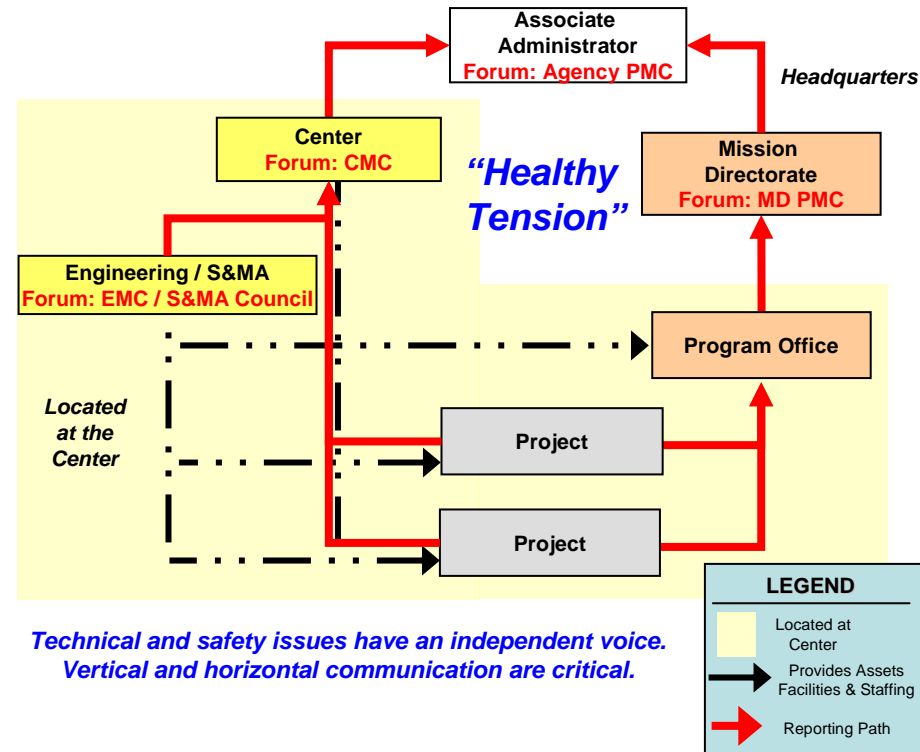 Associate
Administrator
Forum: Agency PMC
Headquarters
Center
Forum: CMC
“Healthy
Tension”
Mission
Directorate
Forum: MD PMC
Engineering / S&MA
Forum: EMC / S&MA Council
Program Office
Located
at the
Center
Project
Project
Technical and safety issues have an independent voice.
Vertical and horizontal communication are critical.
LEGEND
Located at
Center
Provides Assets
Facilities & Staffing
Reporting Path